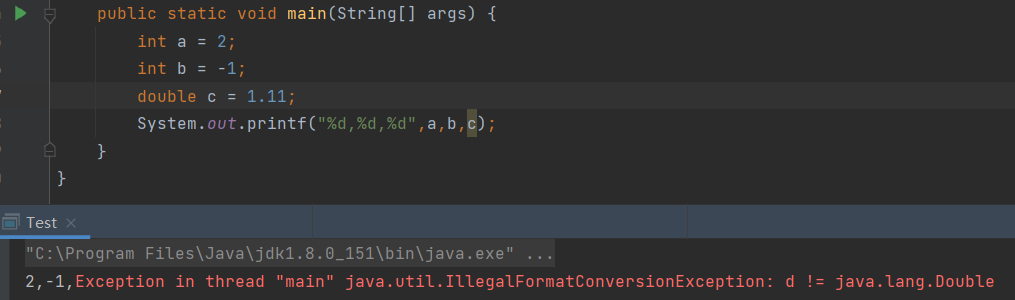 public static void main(String[] args) {
int a = 2;
int b = -1;
double c = 1.11;
System.out.printf("%d,%d,%d",a,b,c);
}
}
Test ×
"C:\Program Files\Java\jdk1.8.0_151\bin\java.exe" ...
2,-1,Exception in thread "main" java.util.IllegalFormatConversionException: d != java.lang.Double